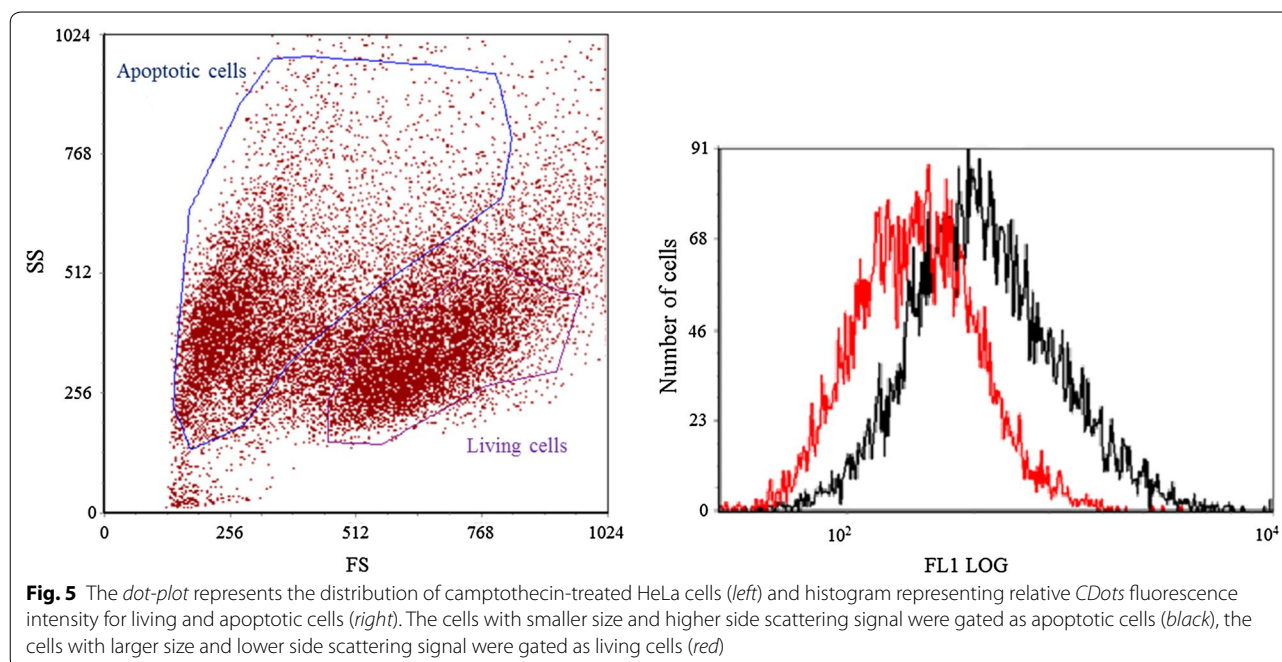 1024
Apoptotic cells
768
SS
512
256
Living cells
0
0 256 512 768 1024
FS
91
68
Number of cells
46
23
0
10² 10⁴
FL1 LOG
Fig. 5 The dot-plot represents the distribution of camptothecin-treated HeLa cells (left) and histogram representing relative CDots fluorescence
intensity for living and apoptotic cells (right). The cells with smaller size and higher side scattering signal were gated as apoptotic cells (black), the
cells with larger size and lower side scattering signal were gated as living cells (red)